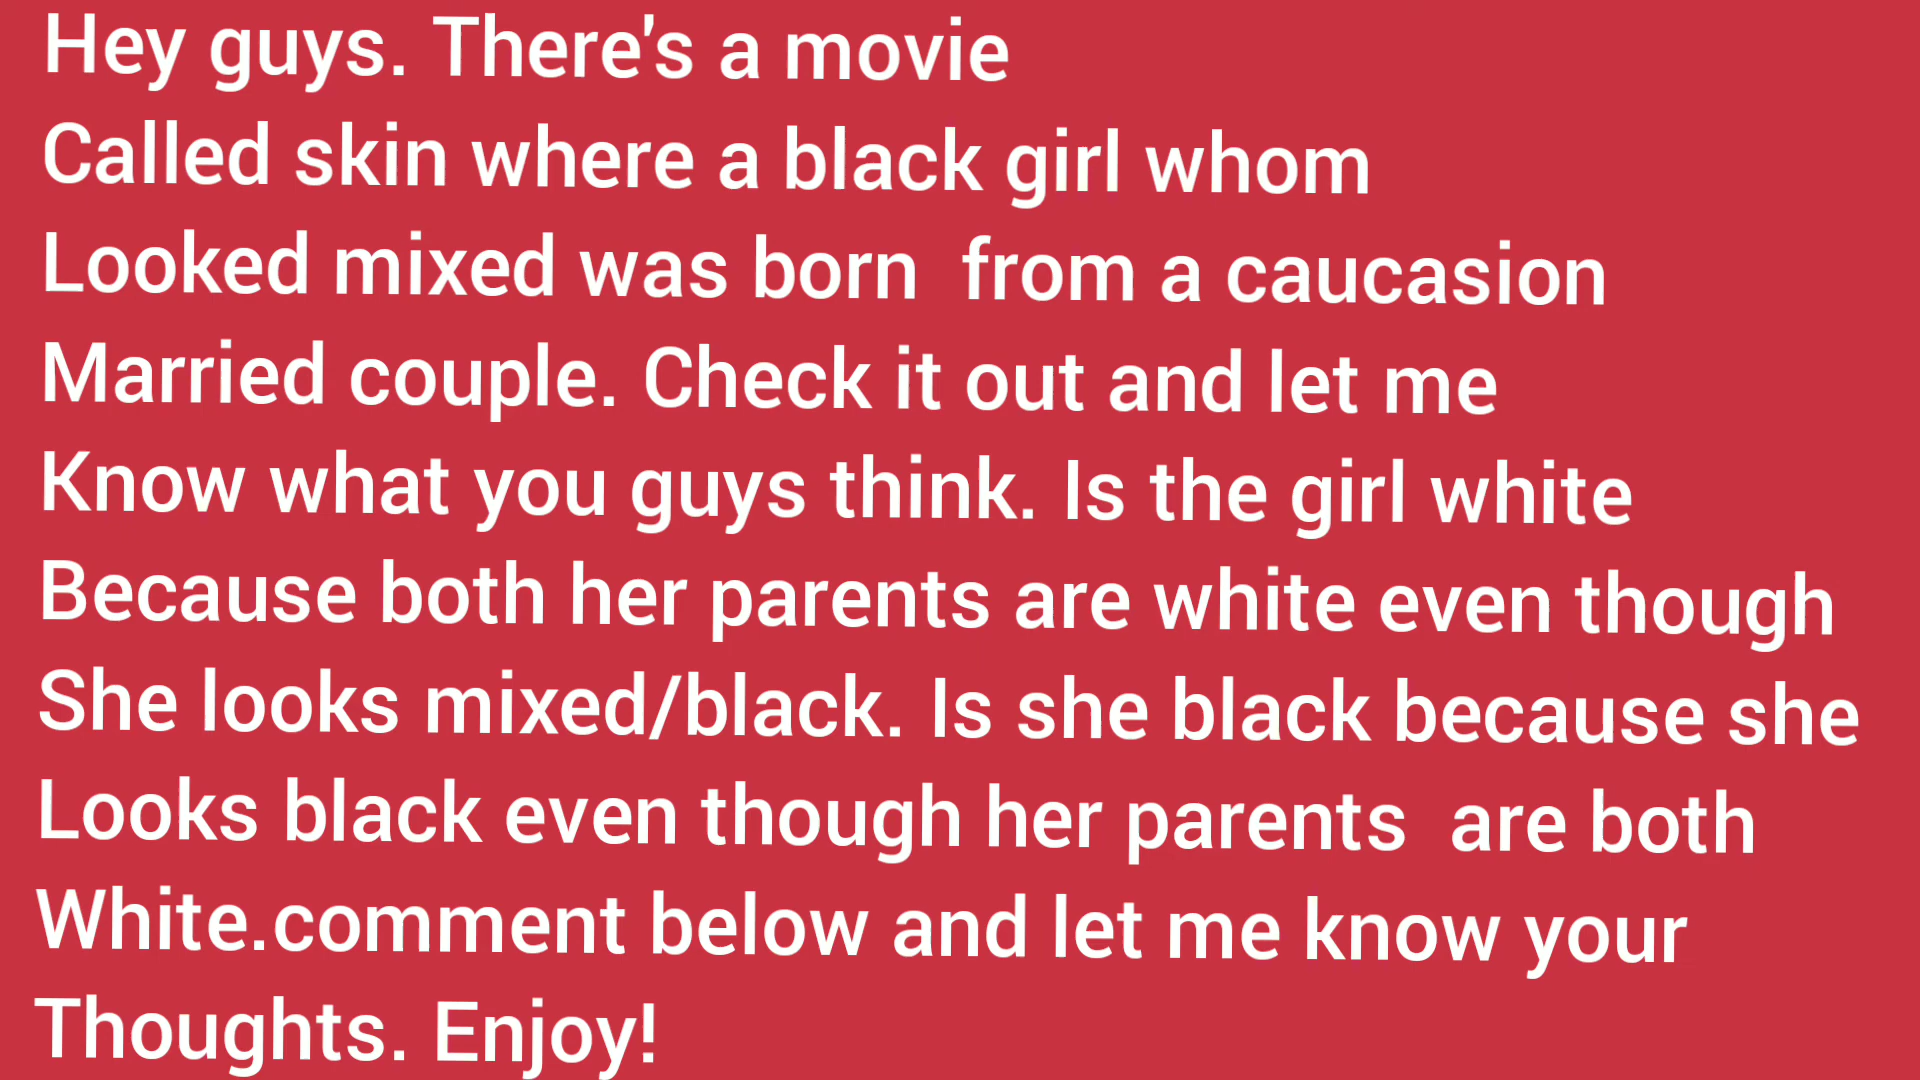 Hey guys. There's a movie
Called skin where a black girl whom
Looked mixed was born  from a caucasion
Married couple. Check it out and let me
Know what you guys think. Is the girl white
Because both her parents are white even though
She looks mixed/black. Is she black because she
Looks black even though her parents  are both
White.comment below and let me know your
Thoughts. Enjoy!